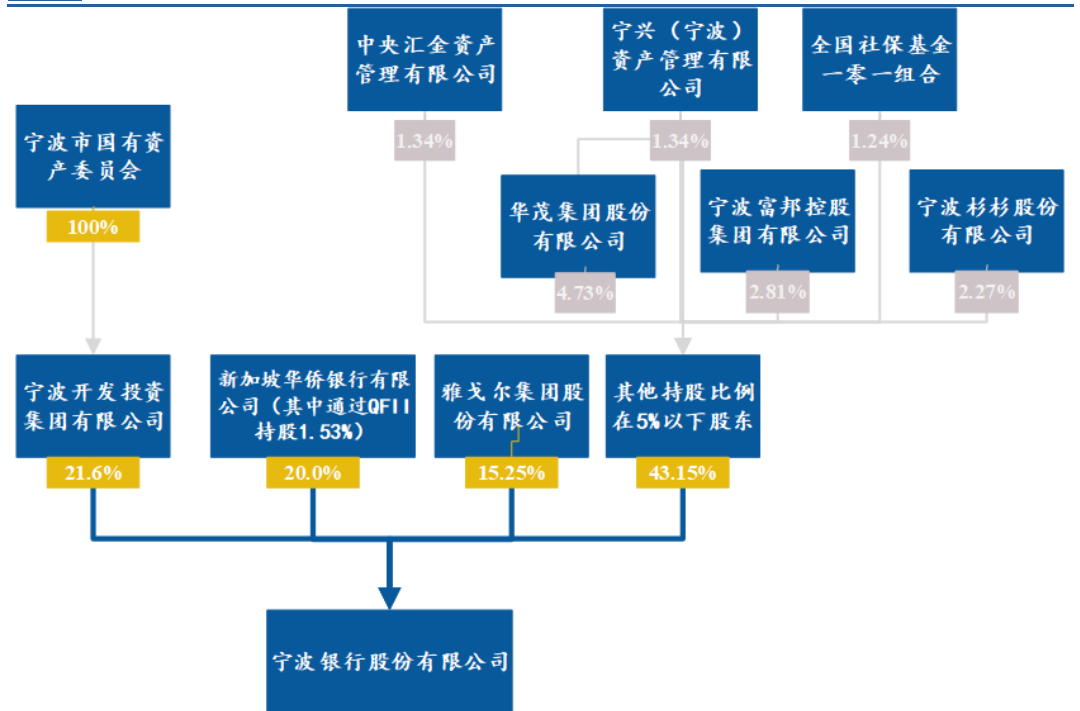 中央汇金资产
管理有限公司
1.34%
宁兴（宁波）
资产管理有限
公司
1.34%
全国社保基金
一零一组合
1.24%
宁波市国有资
产委员会
100%
华茂集团股份
有限公司
4.73%
宁波富邦控股
集团有限公司
2.81%
宁波杉杉股份
有限公司
2.27%
宁波开发投资
集团有限公司
21.6%
新加坡华侨银行有限
公司（其中通过QFII
持股1.53%）
20.0%
雅戈尔集团股
份有限公司
15.25%
其他持股比例
在5%以下股东
43.15%
宁波银行股份有限公司